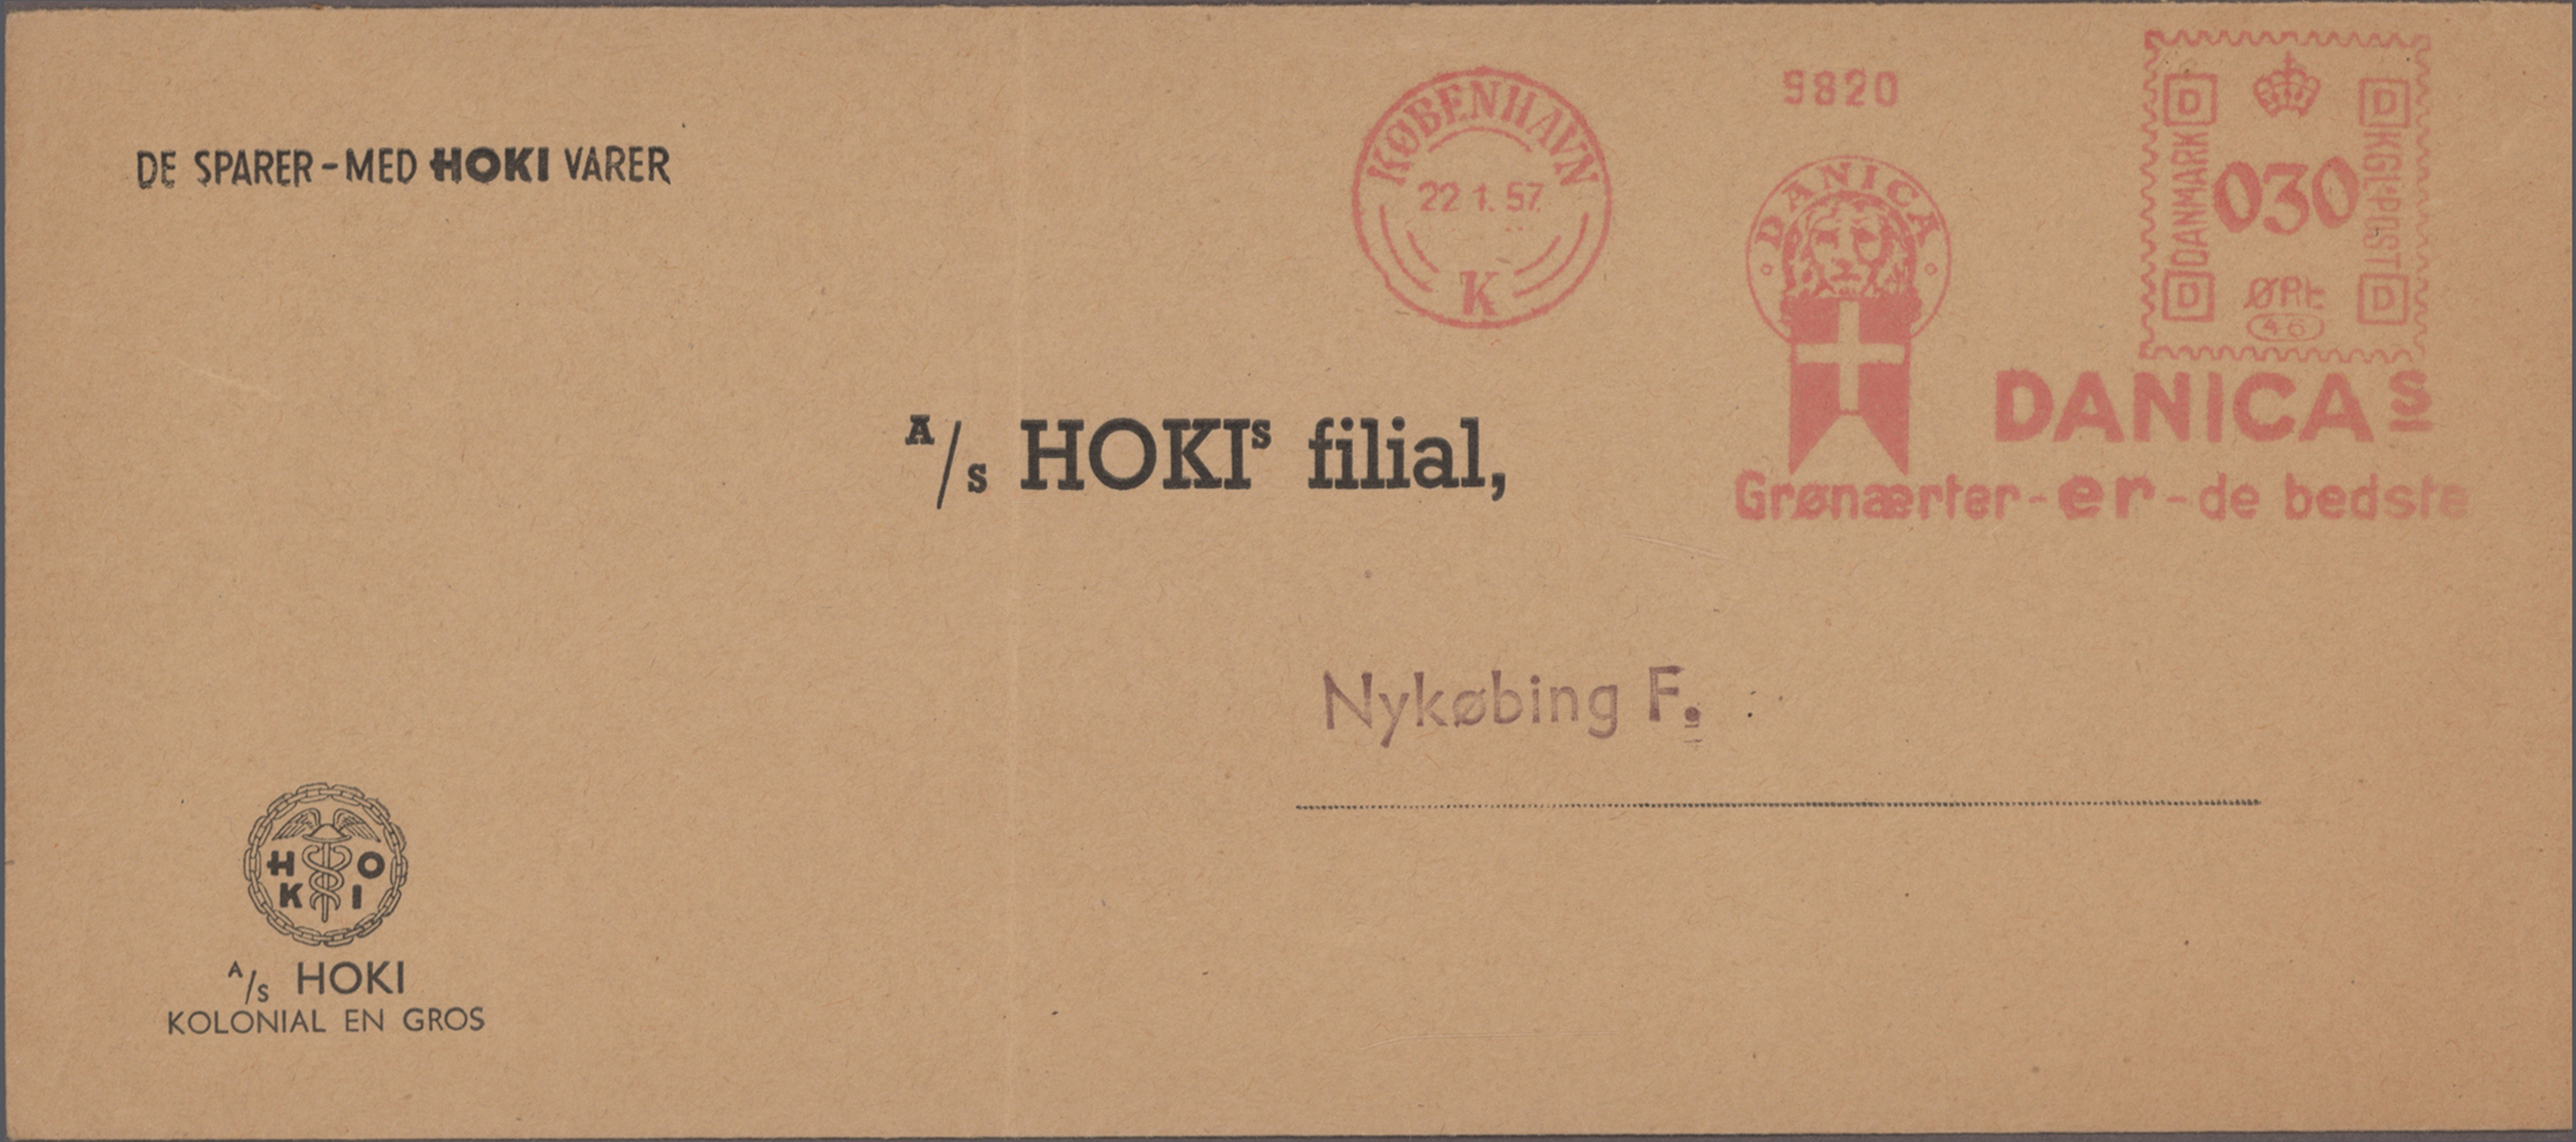 DE SPARER - MED HOKI VARER
KØBENHAVN
22 1. 57
K
9820
DANICA
D D
DANMARK
KGL POST
030
ØRE
46
D D
DANICAs
Grønærter - er - de bedste
A/s HOKIs filial,
Nykøbing F.
H O
K I
A/s HOKI
KOLONIAL EN GROS